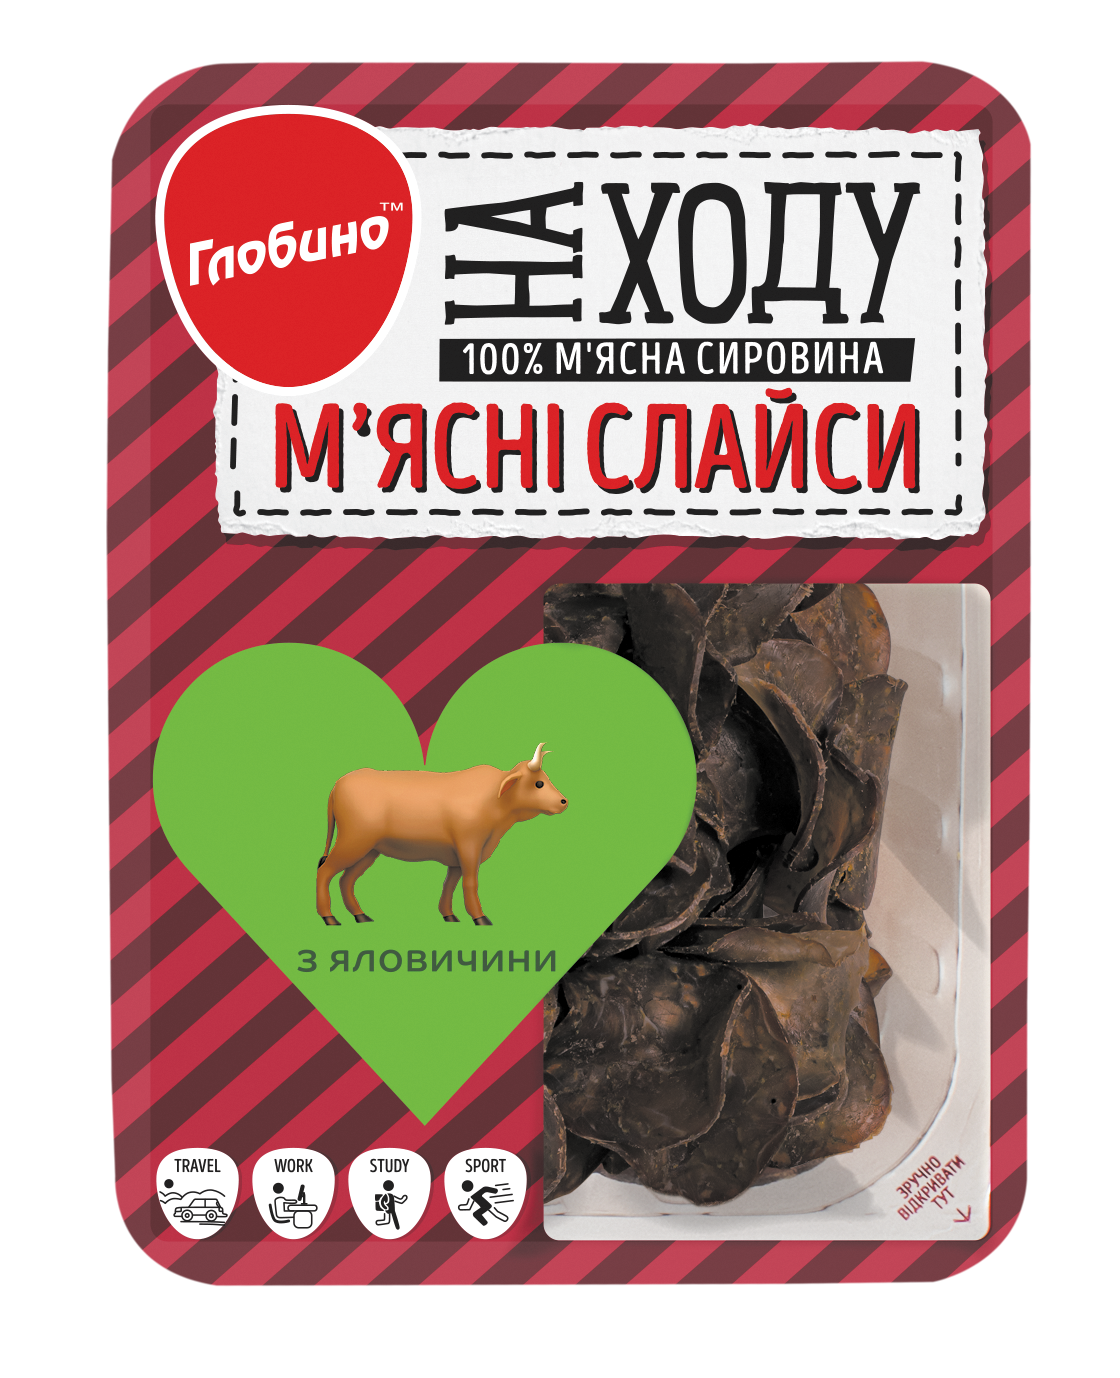 Глобино™
НА ХОДУ
100% М'ЯСНА СИРОВИНА
М’ЯСНІ СЛАЙСИ
З ЯЛОВИЧИНИ
TRAVEL
WORK
STUDY
SPORT
ЗРУЧНО
ВІДКРИВАТИ
ТУТ